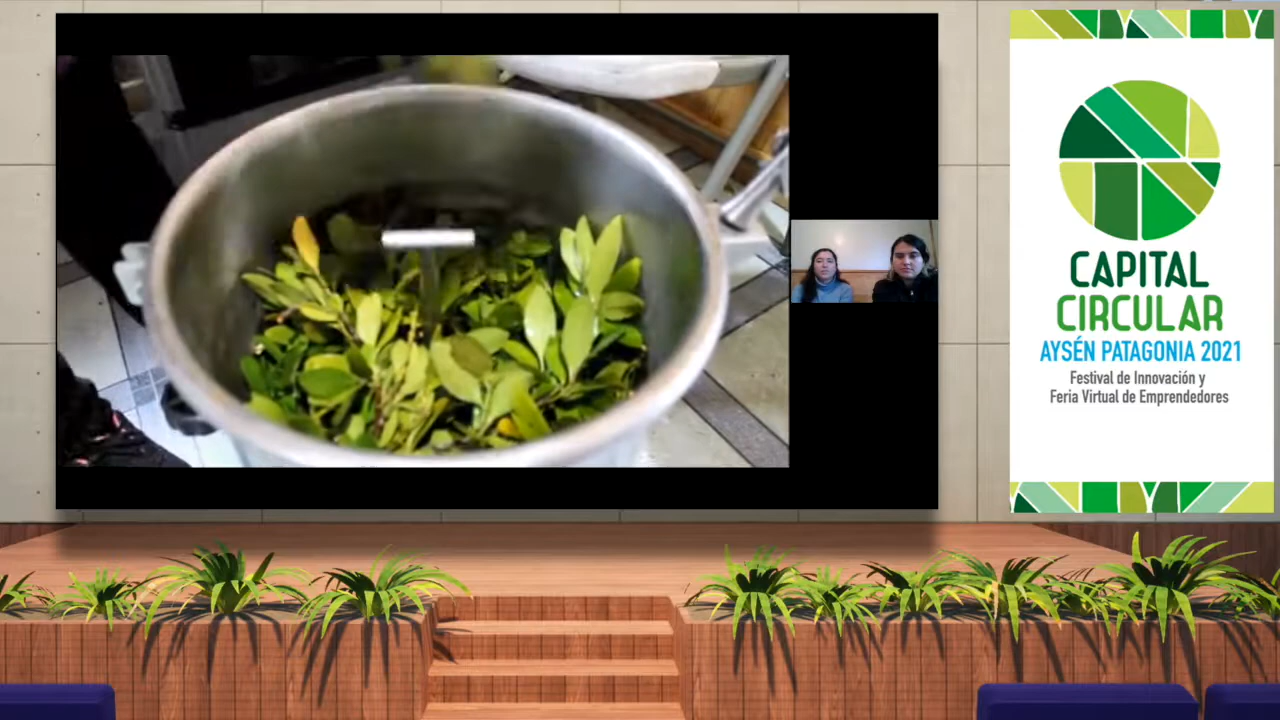 CAPITAL
CIRCULAR
AYSÉN PATAGONIA 2021
Festival de Innovación y
Feria Virtual de Emprendedores